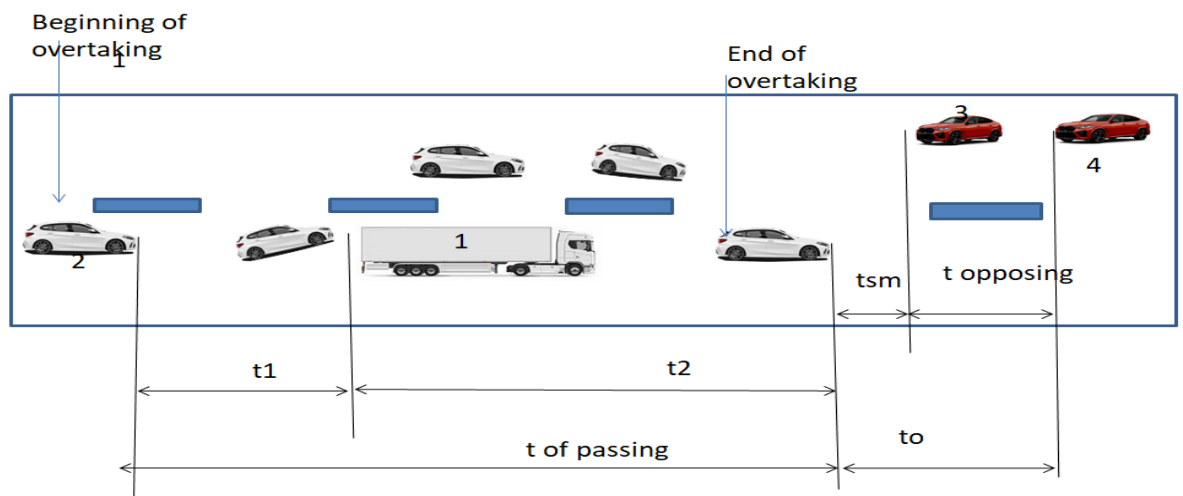 Beginning of
overtaking
1
End of
overtaking
3
4
2
1
tsm
t opposing
t1
t2
t of passing
to